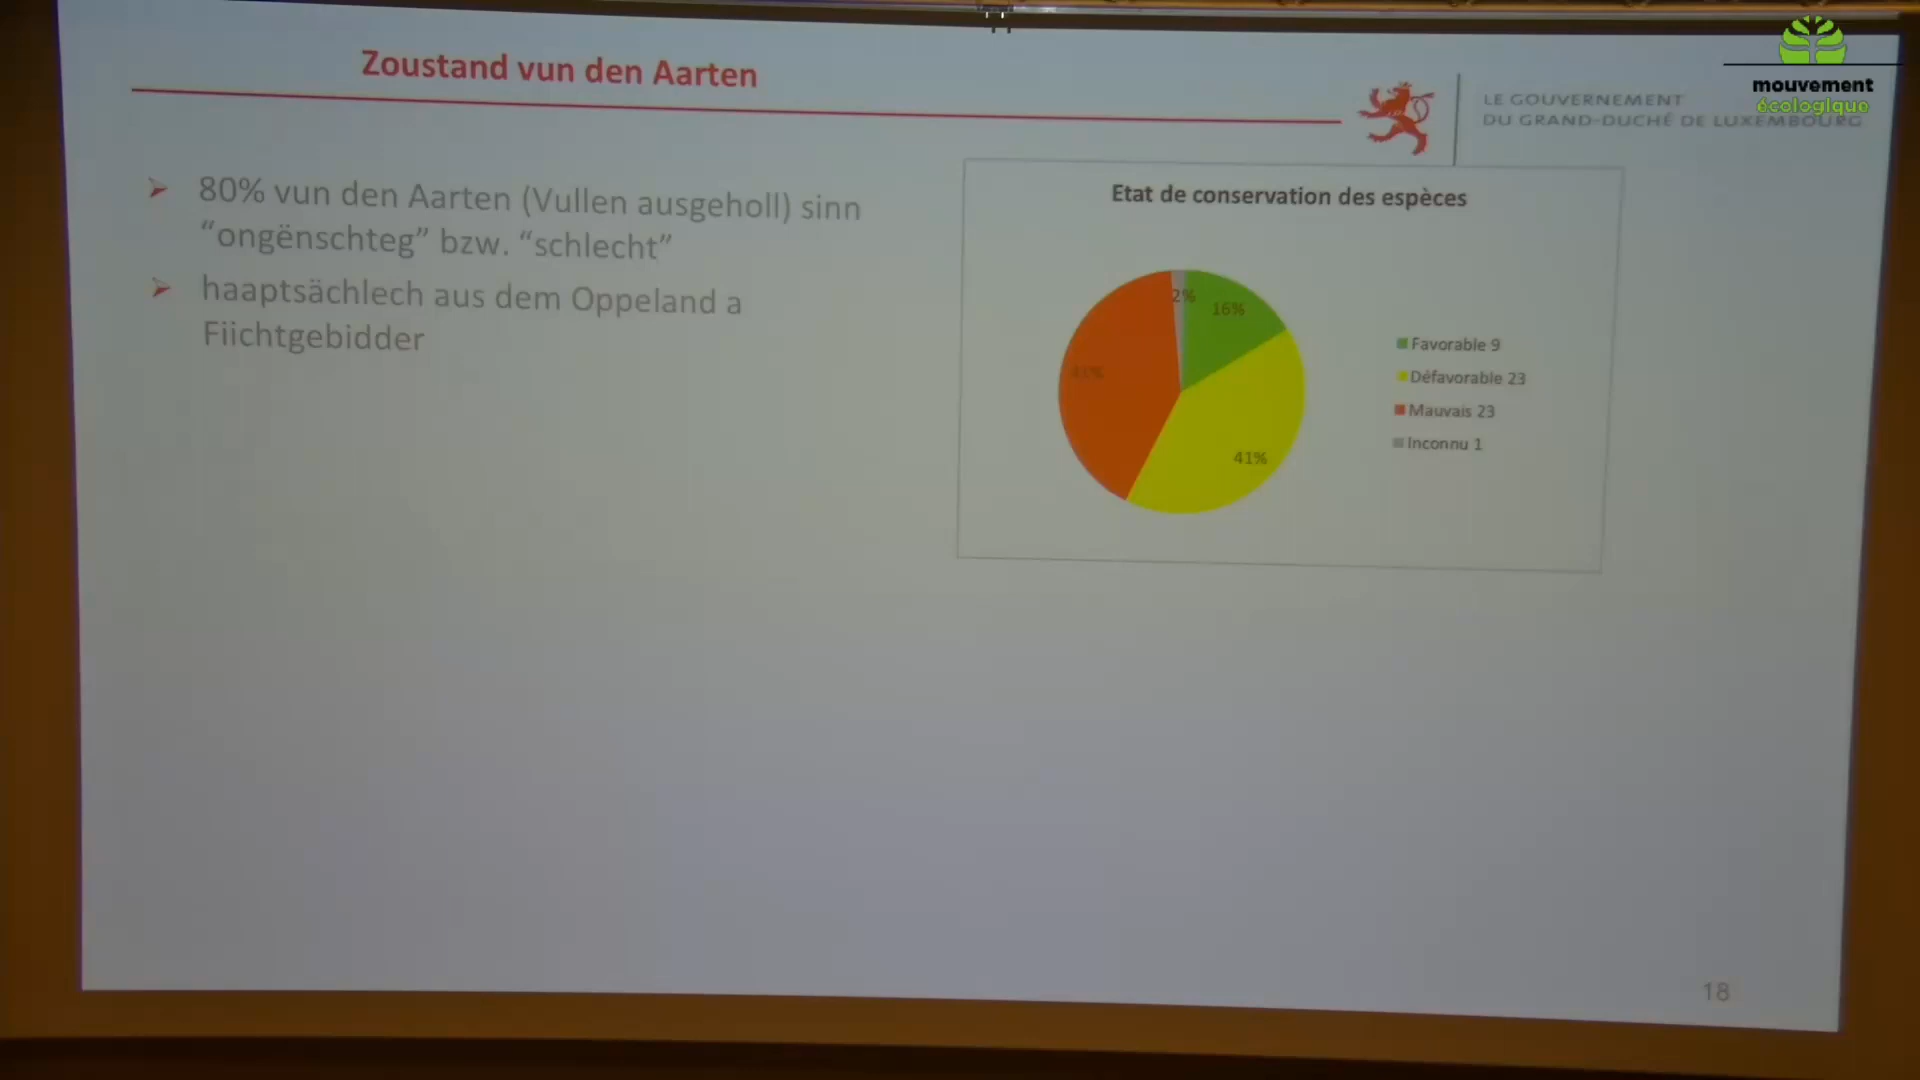 Zoustand vun den Aarten
mouvement
écologique
LE GOUVERNEMENT
DU GRAND-DUCHÉ DE LUXEMBOURG
80% vun den Aarten (Vullen ausgeholl) sinn
“ongënschteg” bzw. “schlecht”
haaptsächlech aus dem Oppeland a
Fiichtgebidder
Etat de conservation des espèces
2%
16%
41%
41%
Favorable 9
Défavorable 23
Mauvais 23
Inconnu 1
18